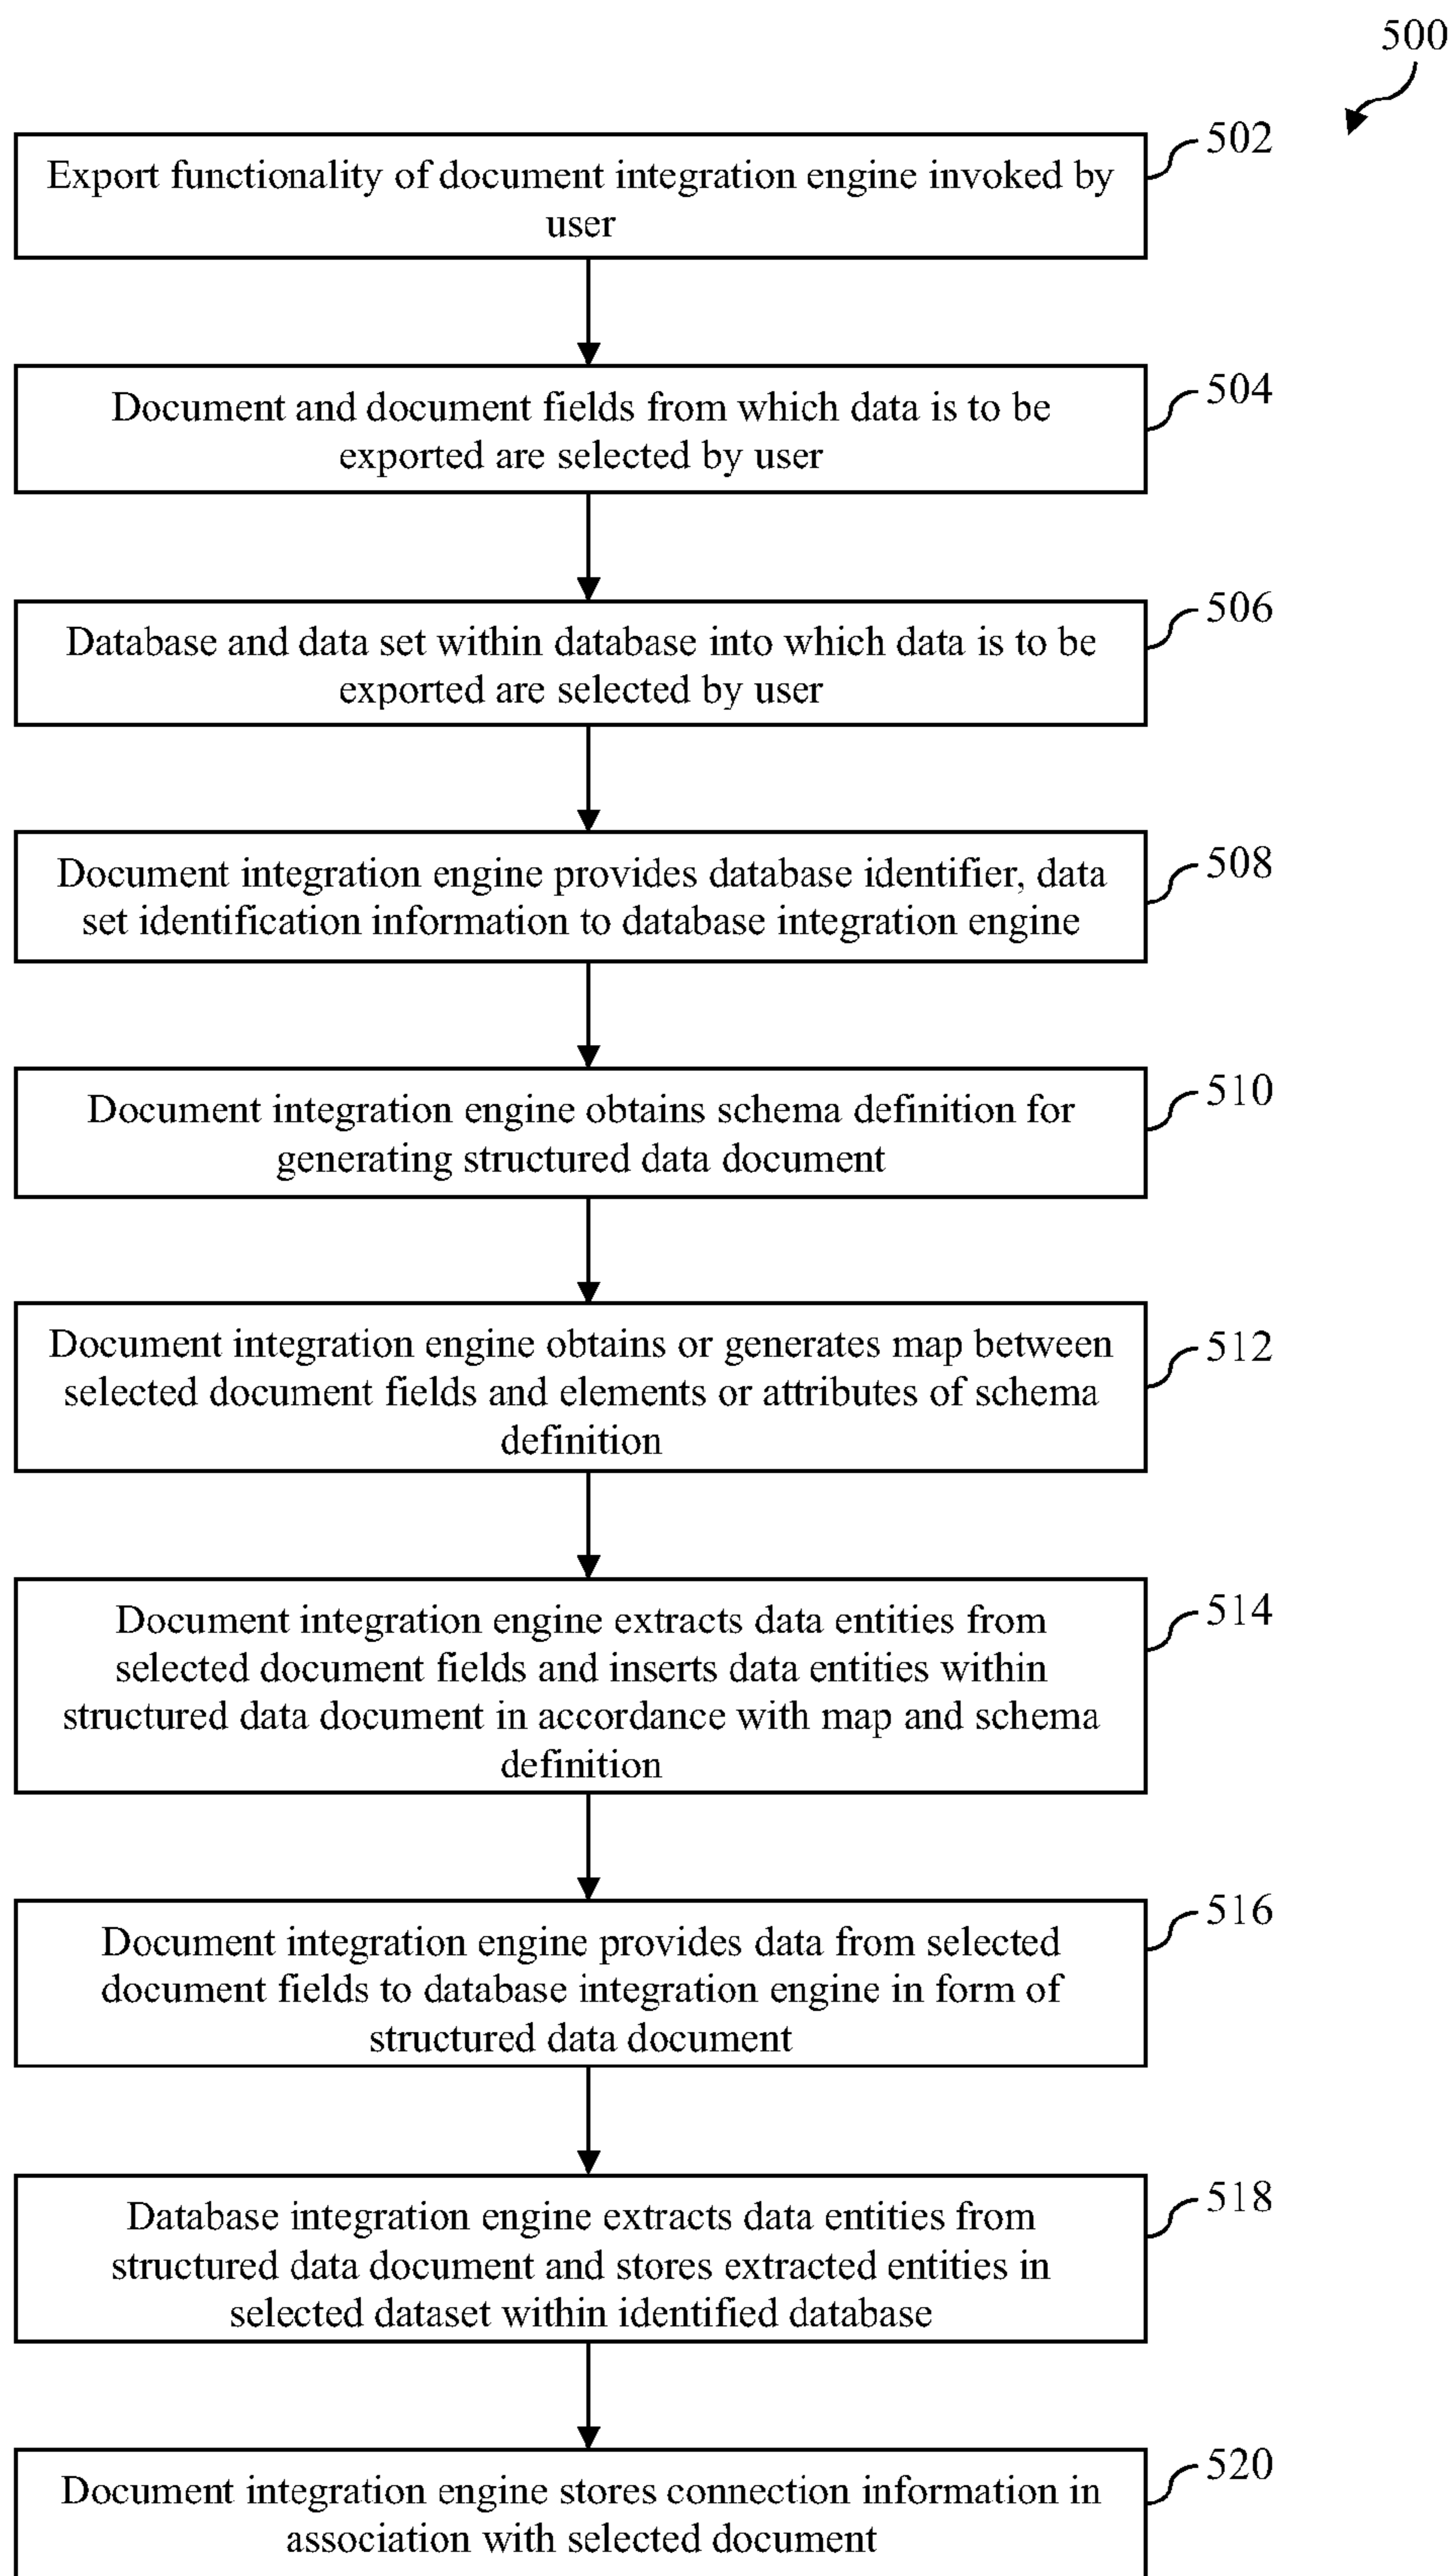 500
502
Export functionality of document integration engine invoked by
user
504
Document and document fields from which data is to be
exported are selected by user
506
Database and data set within database into which data is to be
exported are selected by user
508
Document integration engine provides database identifier, data
set identification information to database integration engine
510
Document integration engine obtains schema definition for
generating structured data document
512
Document integration engine obtains or generates map between
selected document fields and elements or attributes of schema
definition
514
Document integration engine extracts data entities from
selected document fields and inserts data entities within
structured data document in accordance with map and schema
definition
516
Document integration engine provides data from selected
document fields to database integration engine in form of
structured data document
518
Database integration engine extracts data entities from
structured data document and stores extracted entities in
selected dataset within identified database
520
Document integration engine stores connection information in
association with selected document